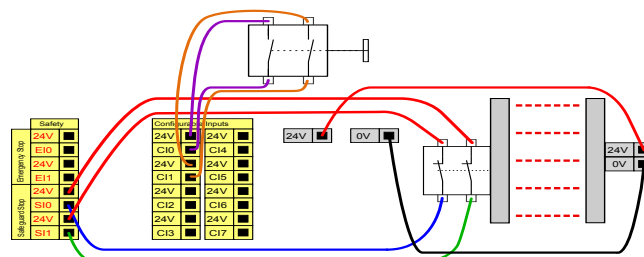 Safety
Emergency Stop
24V
EI0
24V
EI1
Safeguard Stop
24V
SI0
24V
SI1
Configurable Inputs
24V CI4
CI0 24V
24V CI5
CI1 24V
24V CI6
CI2 24V
24V CI7
CI3
24V
0V
24V
0V